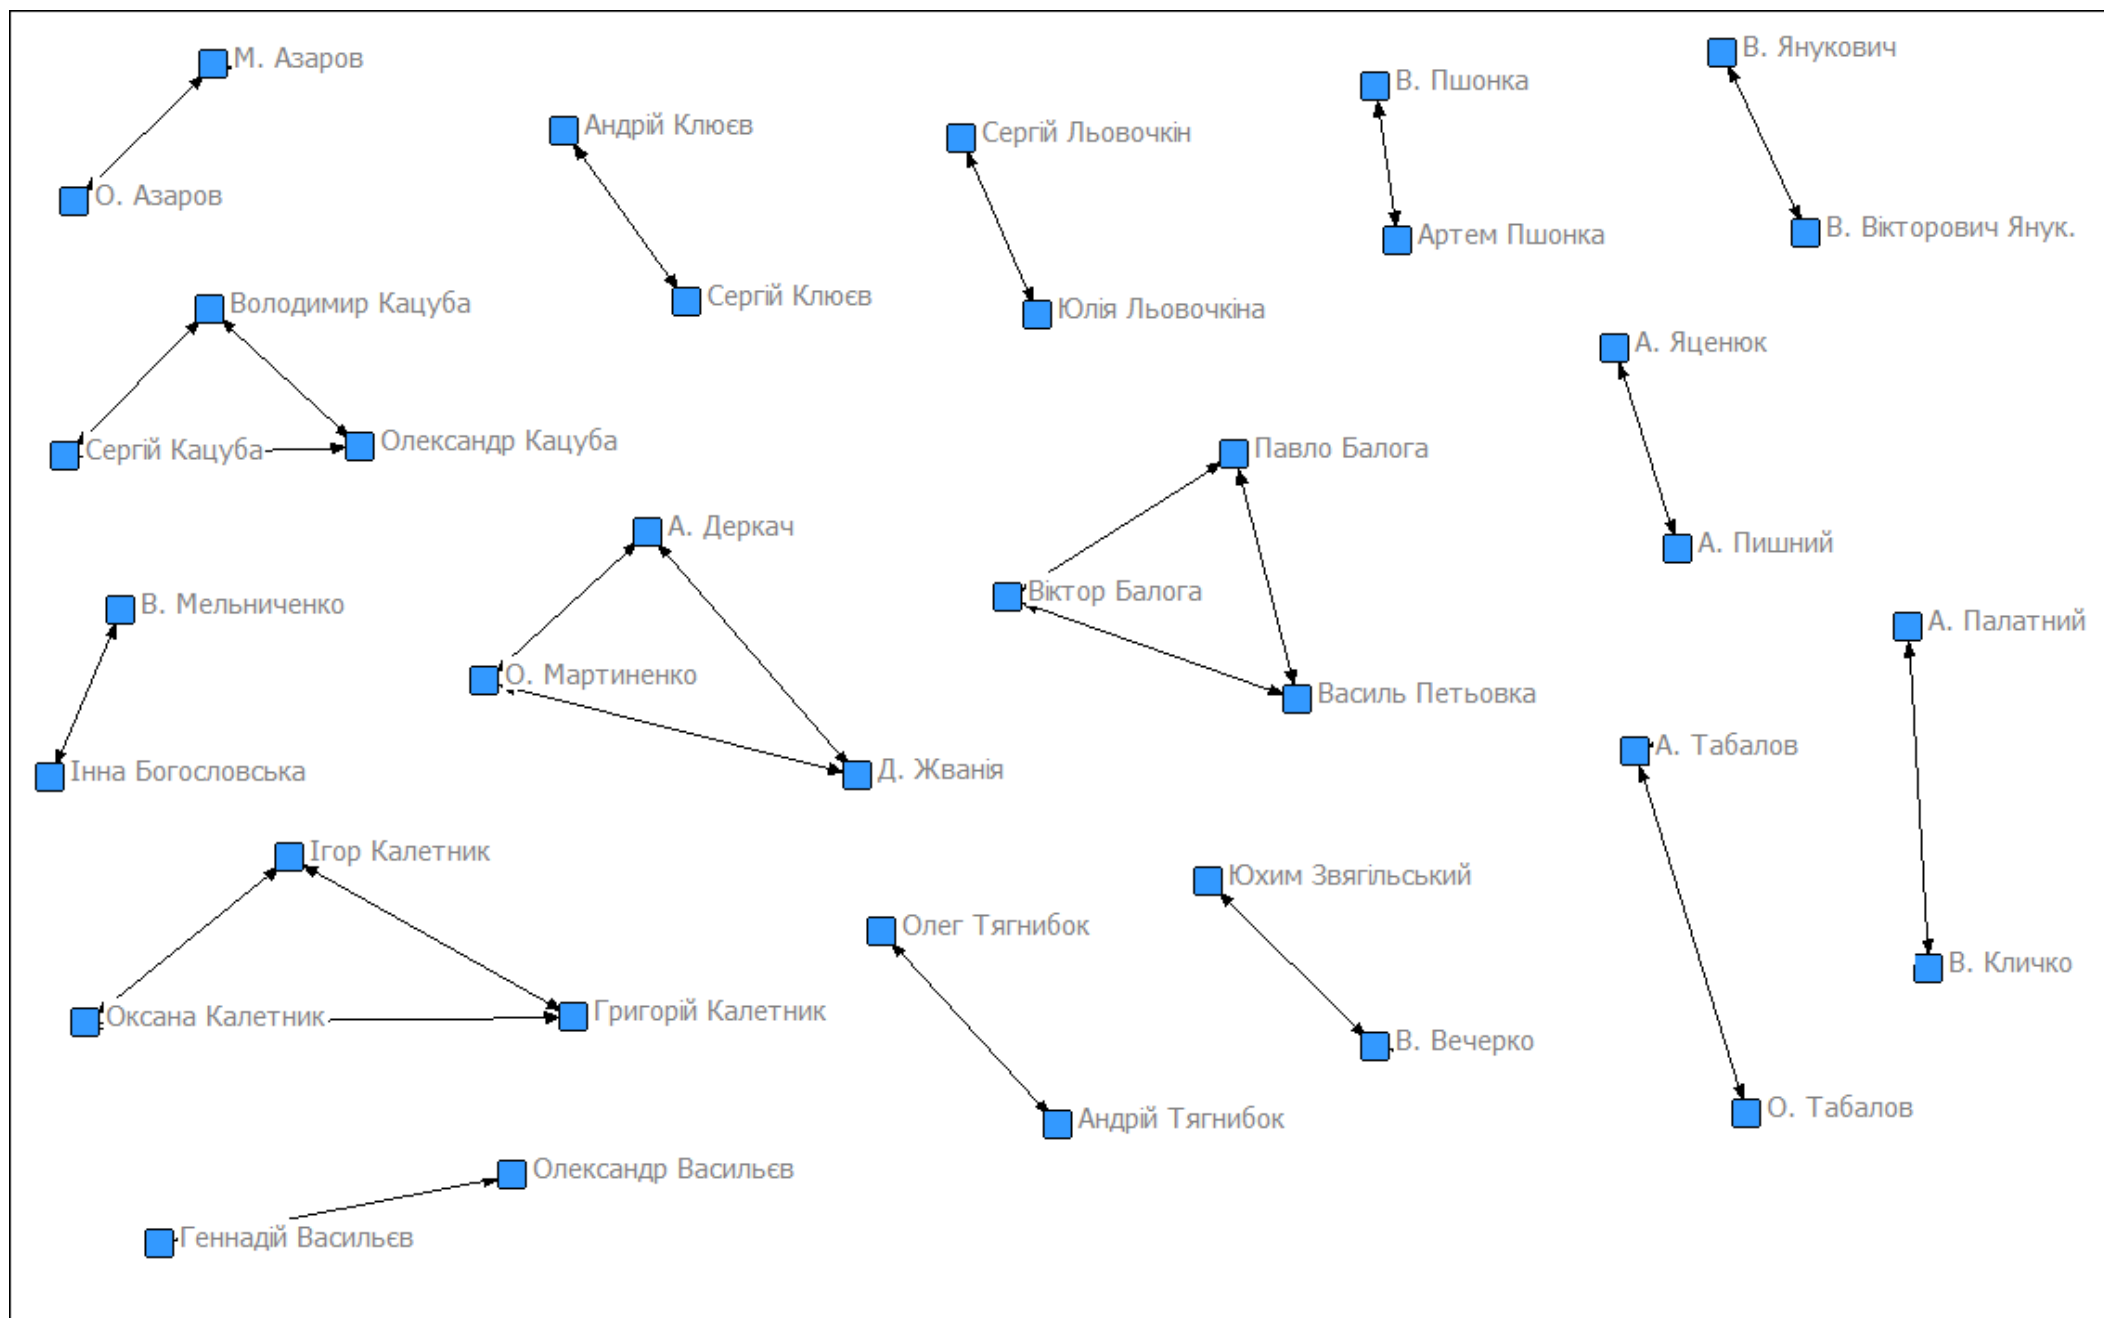 М. Азаров
В. Янукович
В. Пшонка
Андрій Клюєв
Сергій Льовочкін
О. Азаров
Артем Пшонка
В. Вікторович Янук.
Володимир Кацуба
Сергій Клюєв
Юлія Льовочкіна
А. Яценюк
Сергій Кацуба
Олександр Кацуба
Павло Балога
А. Деркач
А. Пишний
В. Мельниченко
Віктор Балога
А. Палатний
О. Мартиненко
Василь Петьовка
Інна Богословська
Д. Жванія
А. Табалов
Ігор Калетник
Юхим Звягільський
Олег Тягнибок
В. Кличко
Оксана Калетник
Григорій Калетник
В. Вечерко
Андрій Тягнибок
О. Табалов
Олександр Васильєв
Геннадій Васильєв